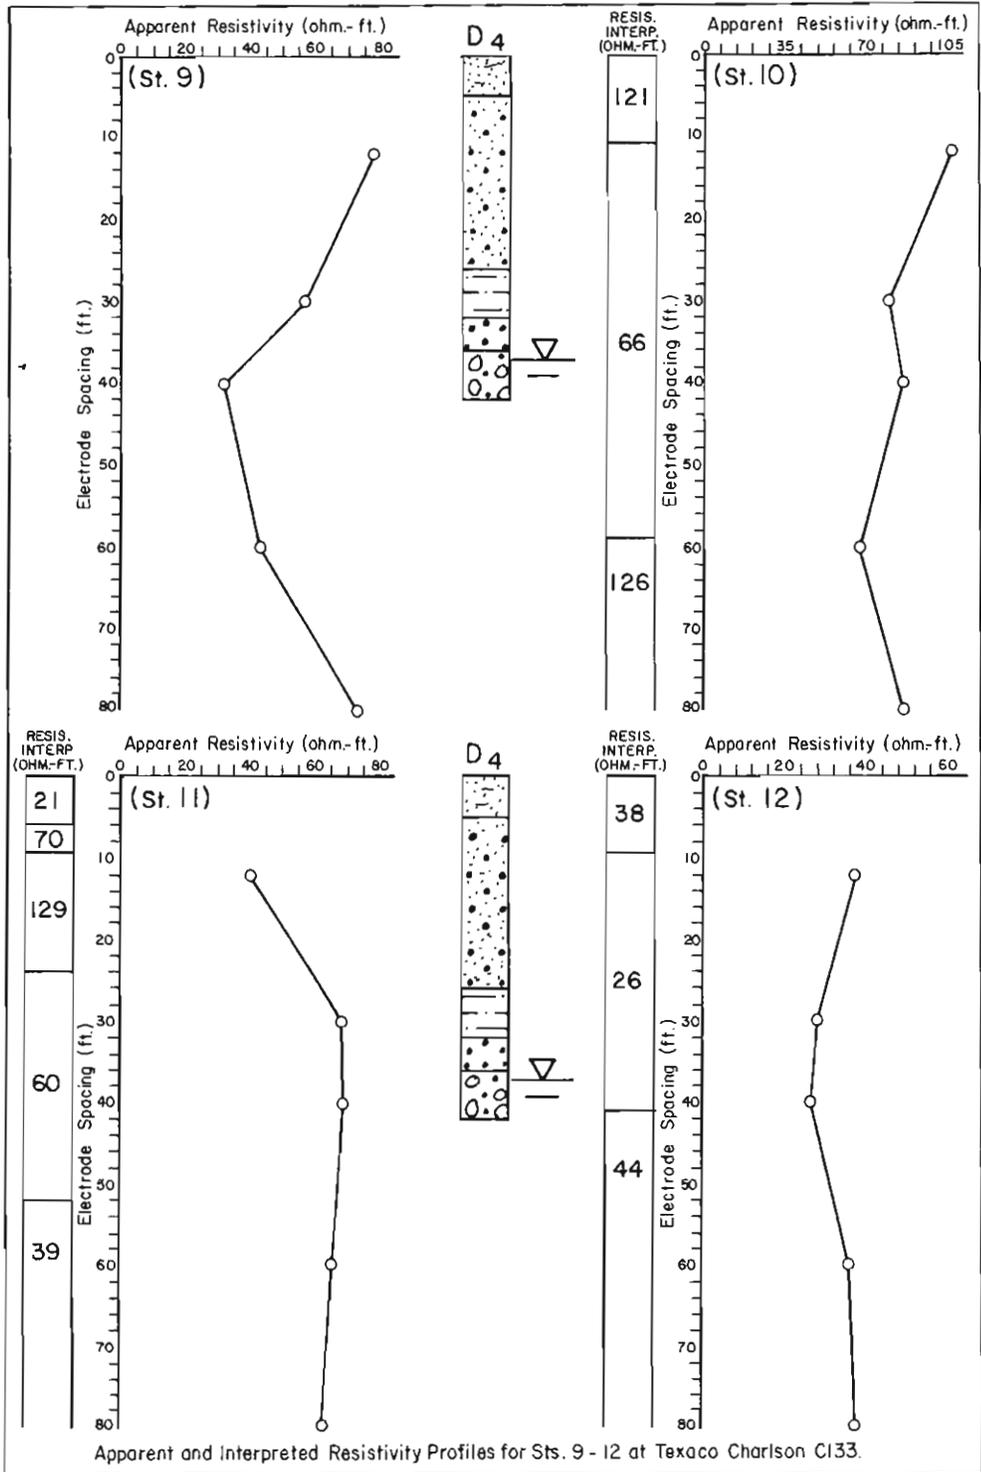 Apparent Resistivity (ohm.-ft.)
0 20 40 60 80
(St. 9)
0
10
20
30
40
50
60
70
80
Electrode Spacing (ft.)
D4
RESIS.
INTERP.
(OHM.-FT.)
121
66
126
Apparent Resistivity (ohm.-ft.)
0 35 70 105
(St. 10)
0
10
20
30
40
50
60
70
80
Electrode Spacing (ft.)
RESIS.
INTERP
(OHM.-FT.)
21
70
129
60
39
Apparent Resistivity (ohm.-ft.)
0 20 40 60 80
(St. 11)
0
10
20
30
40
50
60
70
80
Electrode Spacing (ft.)
D4
RESIS.
INTERP.
(OHM.-FT.)
38
26
44
Apparent Resistivity (ohm.-ft.)
0 20 40 60
(St. 12)
0
10
20
30
40
50
60
70
80
Electrode Spacing (ft.)
Apparent and Interpreted Resistivity Profiles for Sts. 9 - 12 at Texaco Charlson C133.